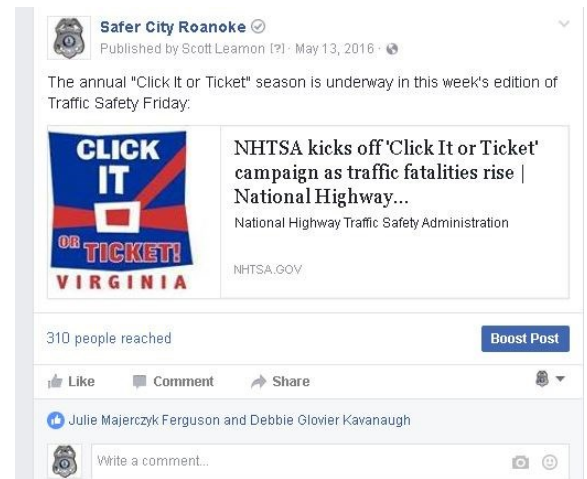 Safer City Roanoke
Published by Scott Leamon [?] · May 13, 2016 ·
The annual "Click It or Ticket" season is underway in this week's edition of
Traffic Safety Friday:
CLICK
IT
OR
TICKET!
VIRGINIA
NHTSA kicks off 'Click It or Ticket'
campaign as traffic fatalities rise |
National Highway...
National Highway Traffic Safety Administration
NHTSA.GOV
310 people reached
Boost Post
Like Comment Share
Julie Majerczyk Ferguson and Debbie Glovier Kavanaugh
Write a comment...